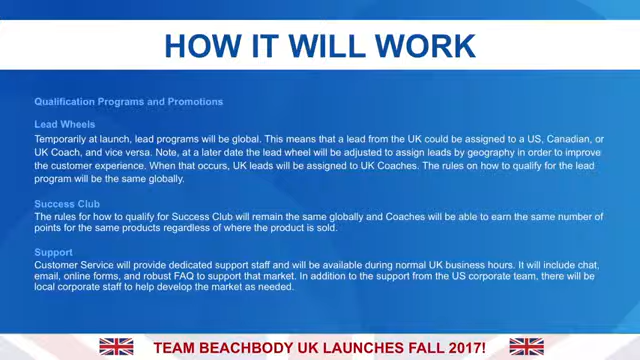 HOW IT WILL WORK
Qualification Programs and Promotions
Lead Wheels
Temporarily at launch, lead programs will be global. This means that a lead from the UK could be assigned to a US, Canadian, or
UK Coach, and vice versa. Note, at a later date the lead wheel will be adjusted to assign leads by geography in order to improve
the customer experience. When that occurs, UK leads will be assigned to UK Coaches. The rules on how to qualify for the lead
program will be the same globally.
Success Club
The rules for how to qualify for Success Club will remain the same globally and Coaches will be able to earn the same number of
points for the same products regardless of where the product is sold.
Support
Customer Service will provide dedicated support staff and will be available during normal UK business hours. It will include chat,
email, online forms, and robust FAQ to support that market. In addition to the support from the US corporate team, there will be
local corporate staff to help develop the market as needed.
TEAM BEACHBODY UK LAUNCHES FALL 2017!